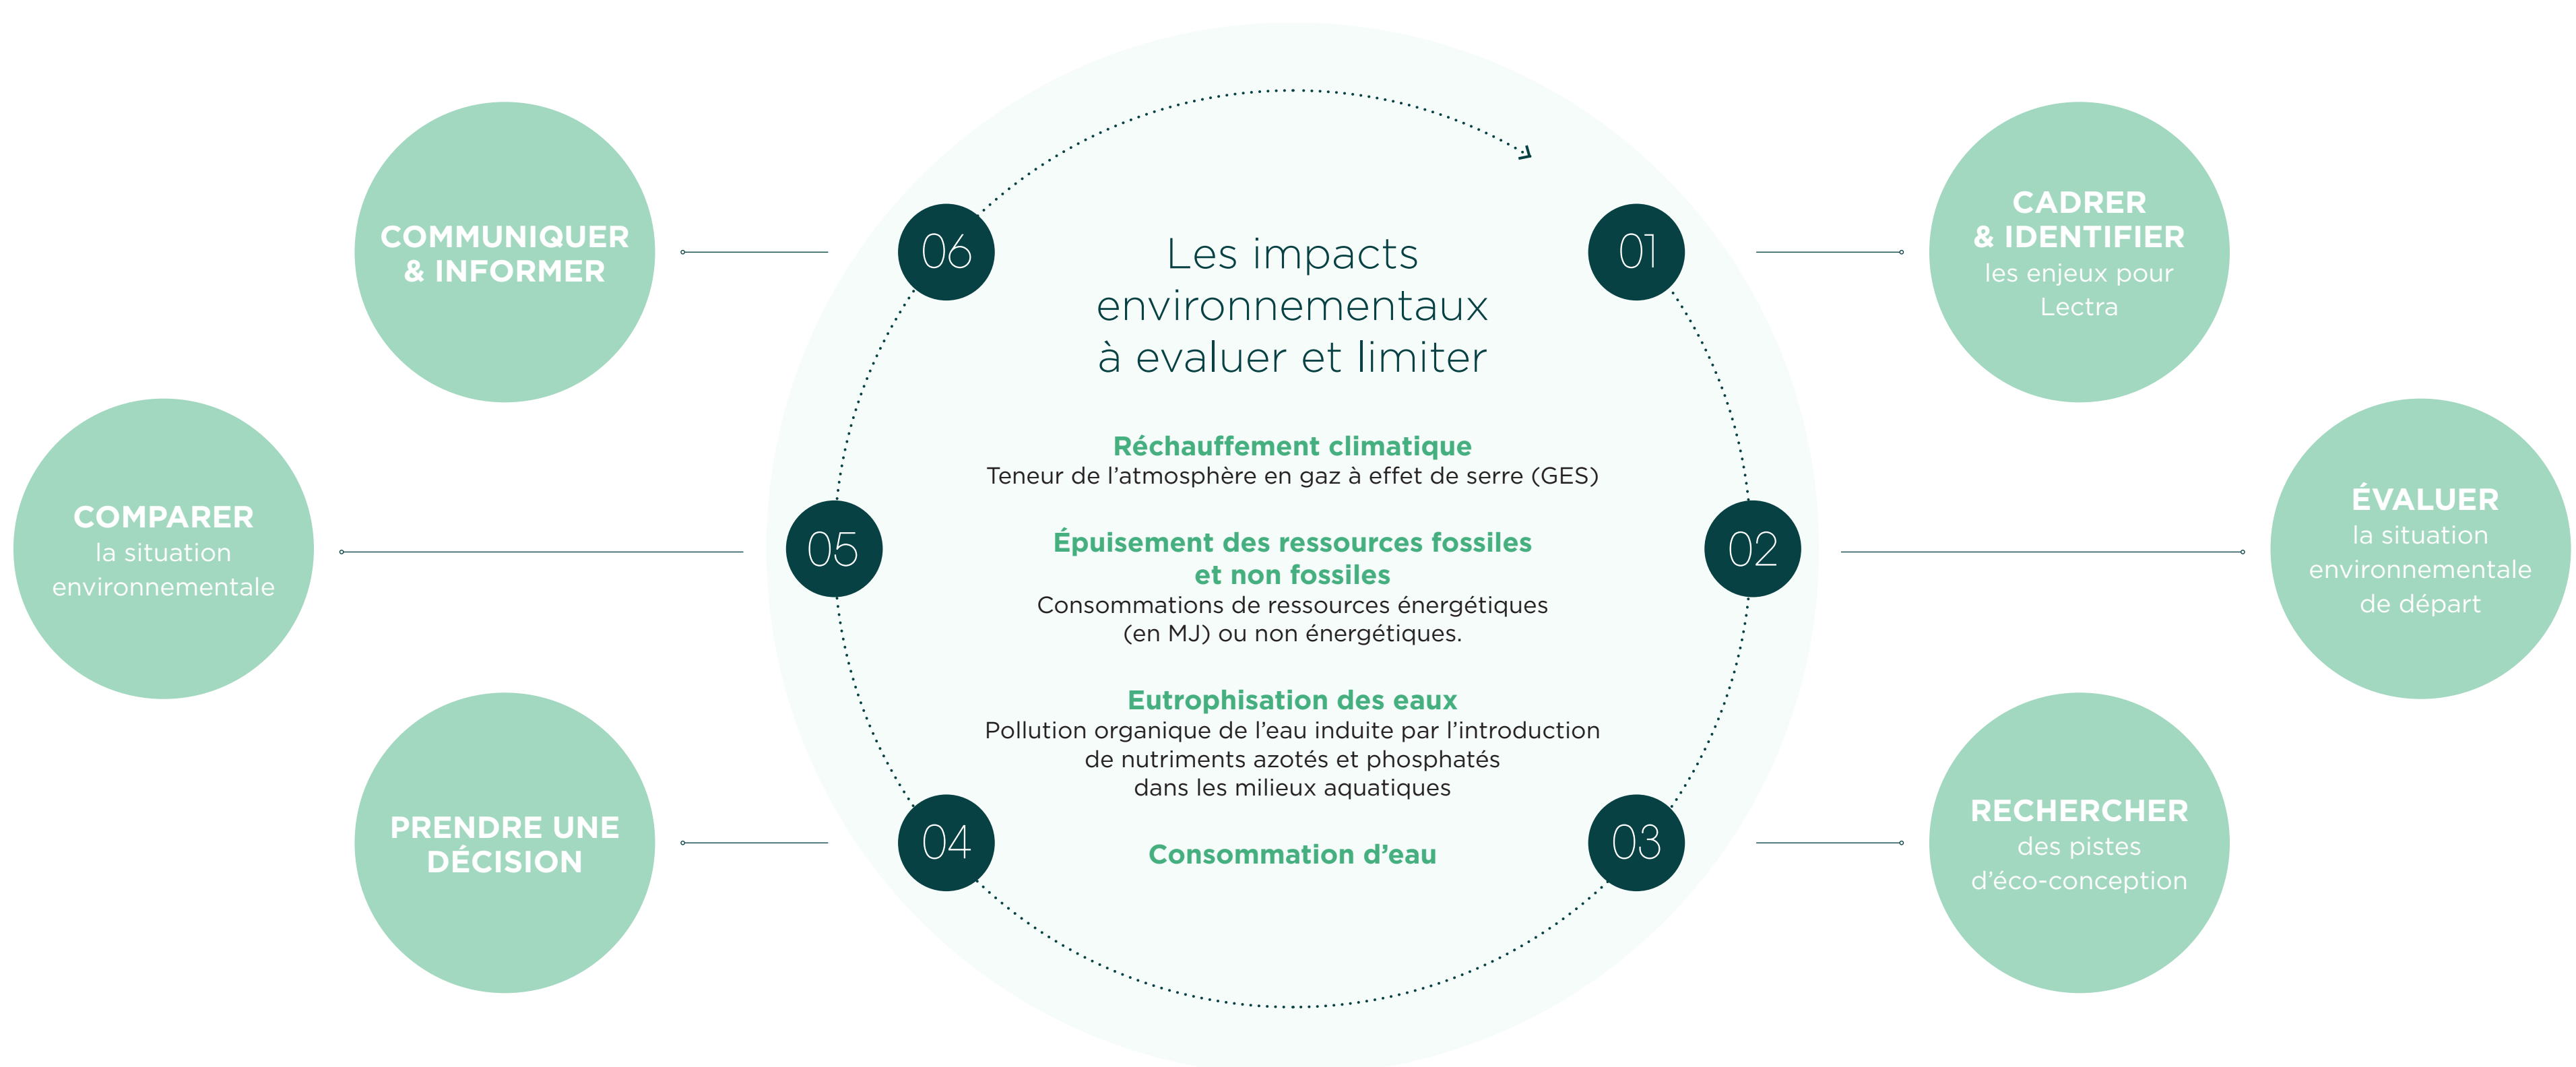 Les impacts
environnementaux
à evaluer et limiter
Réchauffement climatique
Teneur de l’atmosphère en gaz à effet de serre (GES)
Épuisement des ressources fossiles
et non fossiles
Consommations de ressources énergétiques
(en MJ) ou non énergétiques.
Eutrophisation des eaux
Pollution organique de l’eau induite par l’introduction
de nutriments azotés et phosphatés
dans les milieux aquatiques
Consommation d’eau
01
CADRER
& IDENTIFIER
les enjeux pour
Lectra
02
ÉVALUER
la situation
environnementale
de départ
03
RECHERCHER
des pistes
d’éco-conception
04
PRENDRE UNE
DÉCISION
05
COMPARER
la situation
environnementale
06
COMMUNIQUER
& INFORMER